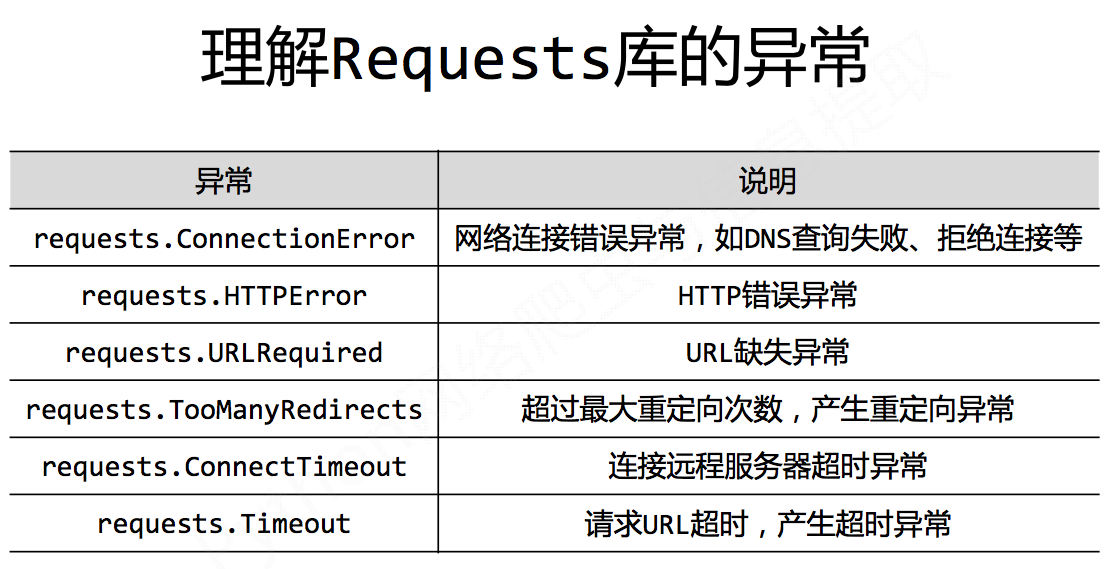 理解Requests库的异常
异常 说明
requests.ConnectionError 网络连接错误异常，如DNS查询失败、拒绝连接等
requests.HTTPError HTTP错误异常
requests.URLRequired URL缺失异常
requests.TooManyRedirects 超过最大重定向次数，产生重定向异常
requests.ConnectTimeout 连接远程服务器超时异常
requests.Timeout 请求URL超时，产生超时异常